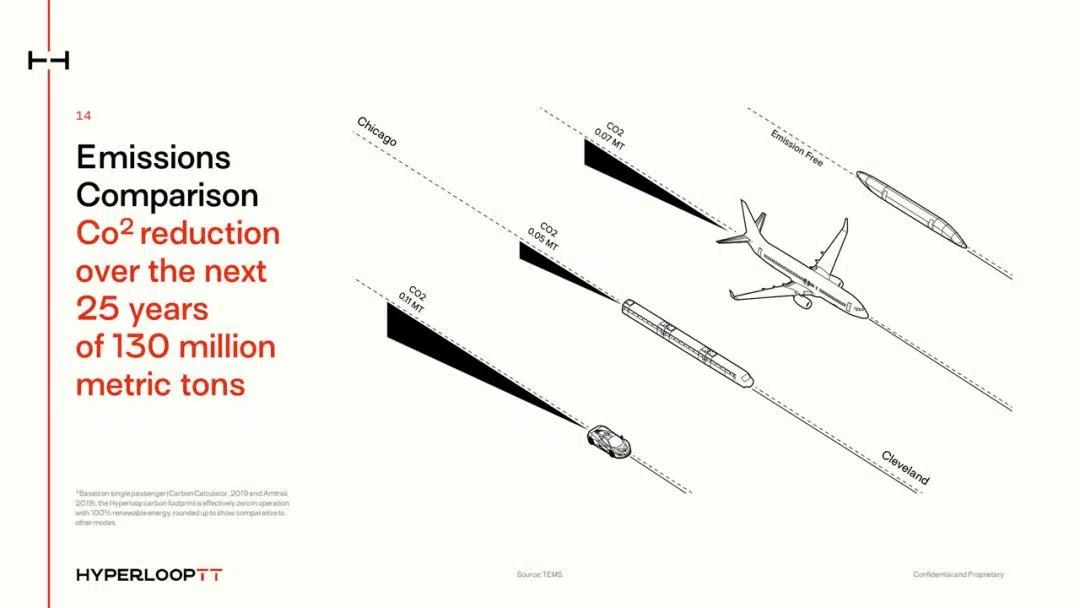 14
Emissions
Comparison
Co² reduction
over the next
25 years
of 130 million
metric tons
Chicago
CO2
0.07 MT
Emission Free
CO2
0.05 MT
CO2
0.11 MT
Cleveland
*Based on single passenger (Carbon Calculator, 2019 and Amtrak,
2019), the Hyperloop carbon footprint is effectively zero in operation
with 100% renewable energy, rounded up to show comparative to
other modes.
HYPERLOOPTT
Source: TEMS
Confidential and Proprietary